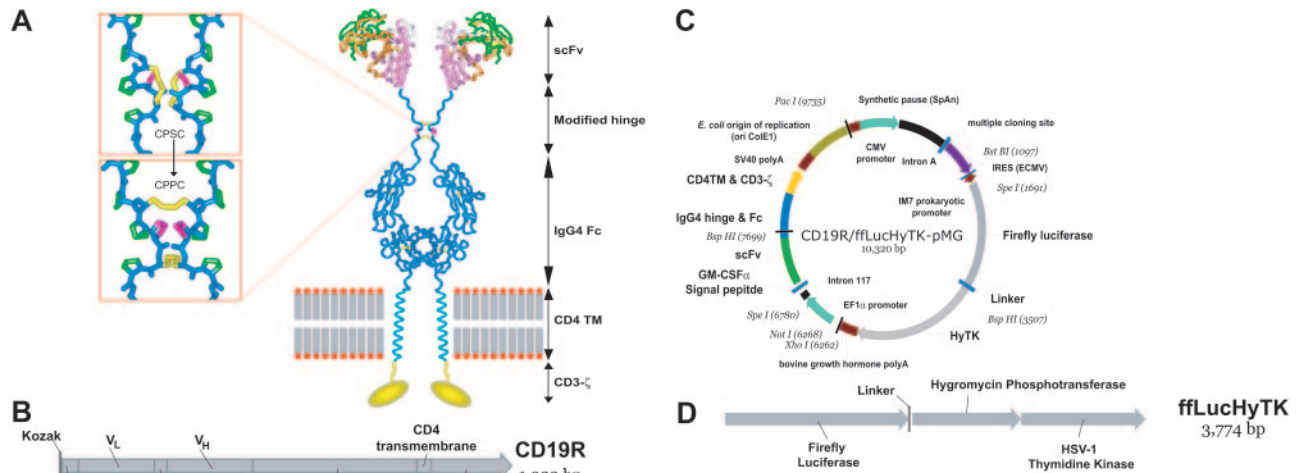 A
CPSC
CPPC
scFv
Modified hinge
IgG4 Fc
CD4 TM
CD3-ζ
B
Kozak
VL
VH
CD4
transmembrane
CD19R
C
Pac I (9735)
Synthetic pause (SpAn)
E. coli origin of replication
(ori ColE1)
multiple cloning site
CMV
promoter
Intron A
Bst BI (1097)
SV40 polyA
IRES (ECMV)
Spe I (1691)
CD4TM & CD3-ζ
IM7 prokaryotic
promoter
IgG4 hinge & Fc
CD19R/ffLucHyTK-pMG
10,320 bp
Firefly luciferase
Bsp HI (7699)
scFv
GM-CSFα
Signal pepitde
Intron 117
Linker
Bsp HI (3507)
EF1α promoter
Spe I (6780)
HyTK
Not I (6268)
Xho I (6262)
bovine growth hormone polyA
D
Linker
Hygromycin Phosphotransferase
ffLucHyTK
3,774 bp
Firefly
Luciferase
HSV-1
Thymidine Kinase